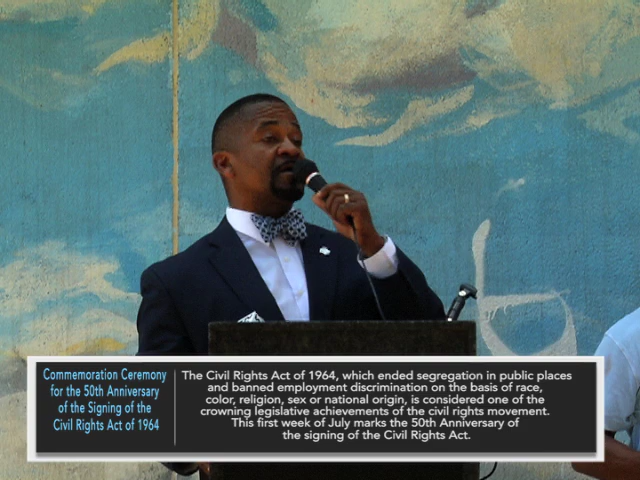 Commemoration Ceremony
for the 50th Anniversary
of the Signing of the
Civil Rights Act of 1964
The Civil Rights Act of 1964, which ended segregation in public places
and banned employment discrimination on the basis of race,
color, religion, sex or national origin, is considered one of the
crowning legislative achievements of the civil rights movement.
This first week of July marks the 50th Anniversary of
the signing of the Civil Rights Act.